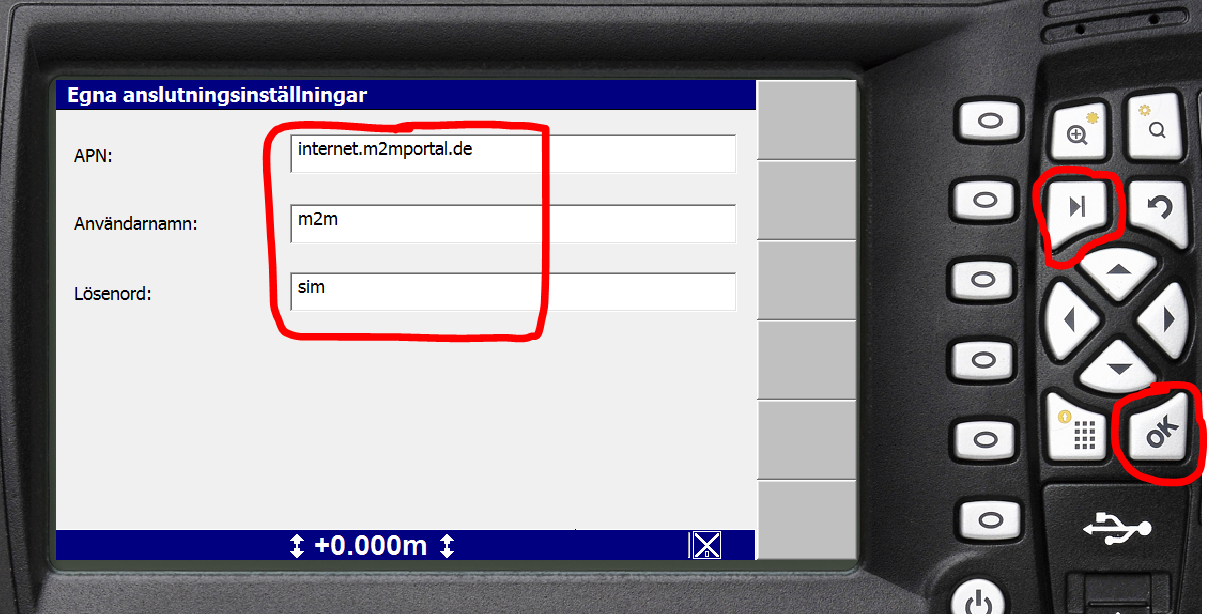 Egna anslutningsinställningar
APN:
internet.m2mportal.de
Användarnamn:
m2m
Lösenord:
sim
+0.000m
OK